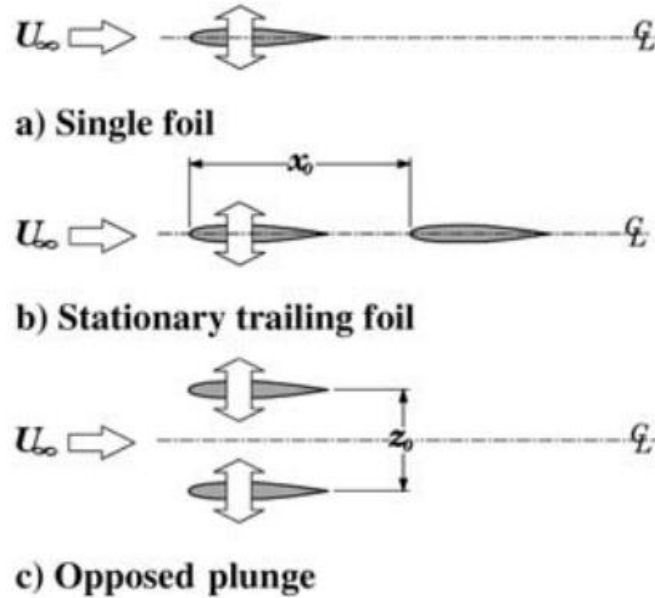 U∞ ℄
a) Single foil
x₀
U∞ ℄
b) Stationary trailing foil
U∞ z₀ ℄
c) Opposed plunge